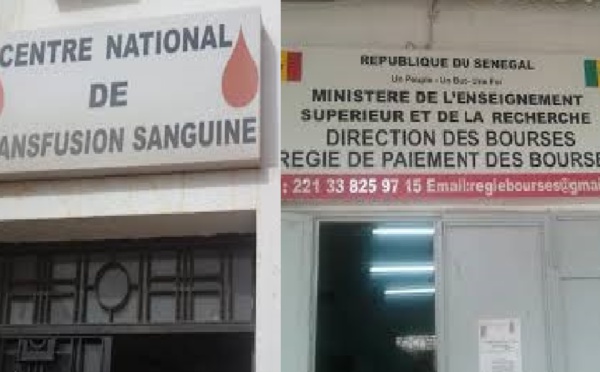 CENTRE NATIONAL
DE
ANSFUSION SANGUINE
REPUBLIQUE DU SENEGAL
Un Peuple - Un But - Une Foi
MINISTERE DE L'ENSEIGNEMENT
SUPERIEUR ET DE LA RECHERCHE
DIRECTION DES BOURSES
REGIE DE PAIEMENT DES BOURSE
: 221 33 825 97 15 Email:regiebourses@gmai